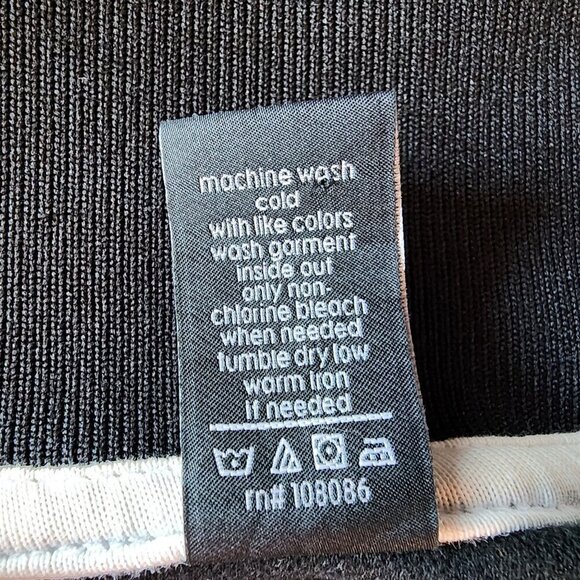 machine wash
cold
with like colors
wash garment
inside out
only non-
chlorine bleach
when needed
tumble dry low
warm iron
if needed
rn# 108086